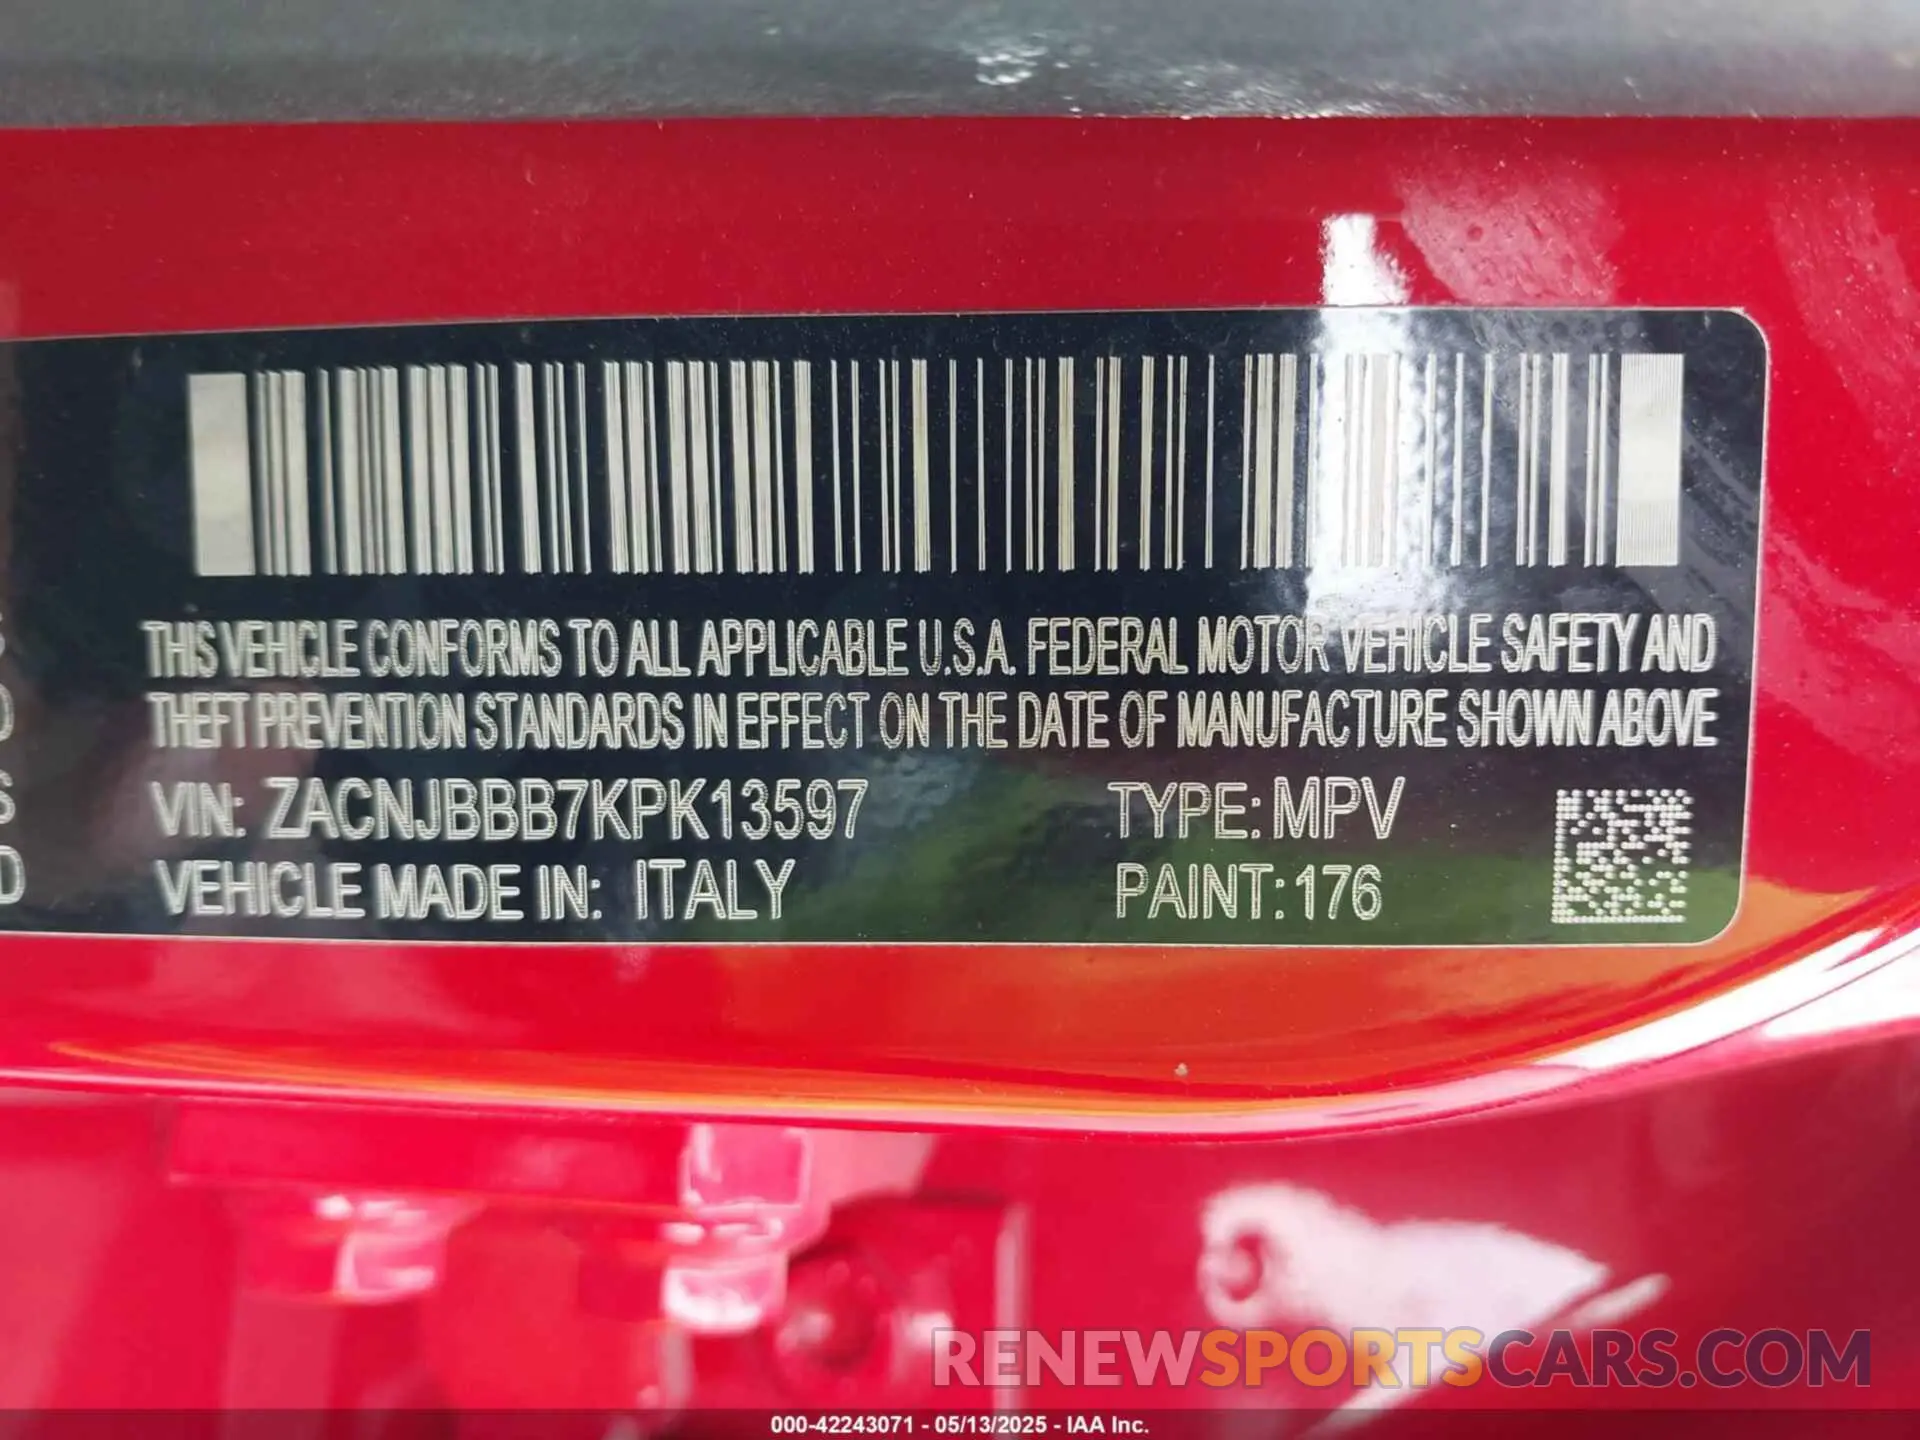 THIS VEHICLE CONFORMS TO ALL APPLICABLE U.S.A. FEDERAL MOTOR VEHICLE SAFETY AND
THEFT PREVENTION STANDARDS IN EFFECT ON THE DATE OF MANUFACTURE SHOWN ABOVE
VIN: ZACNJBBB7KPK13597 TYPE: MPV
VEHICLE MADE IN: ITALY PAINT: 176
RENEWSPORTSCARS.COM
000-42243071 - 05/13/2025 - IAA Inc.